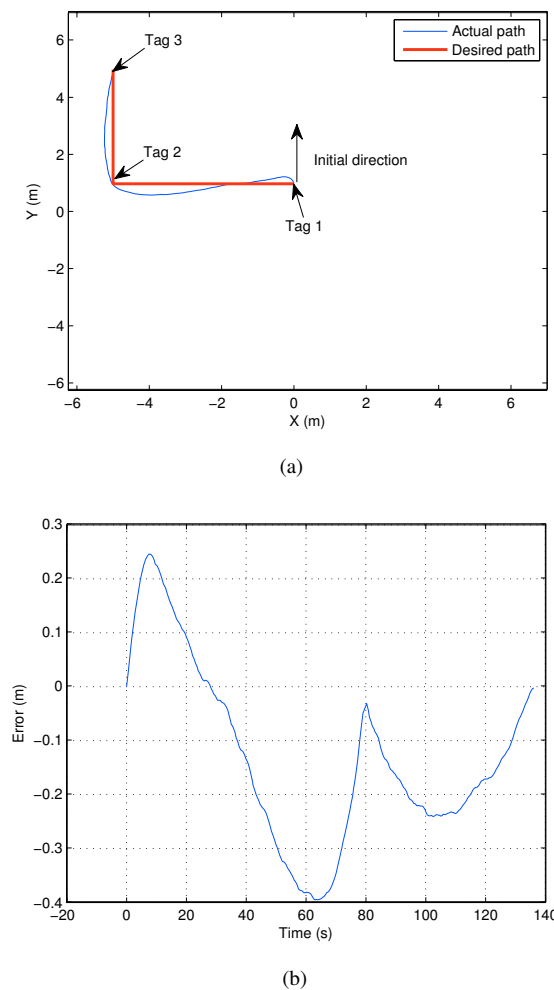 Actual path
Desired path
Tag 3
Tag 2
Initial direction
Tag 1
6
4
2
0
−2
−4
−6
Y (m)
−6 −4 −2 0 2 4 6
X (m)
(a)
0.3
0.2
0.1
0
−0.1
−0.2
−0.3
−0.4
Error (m)
−20 0 20 40 60 80 100 120 140
Time (s)
(b)